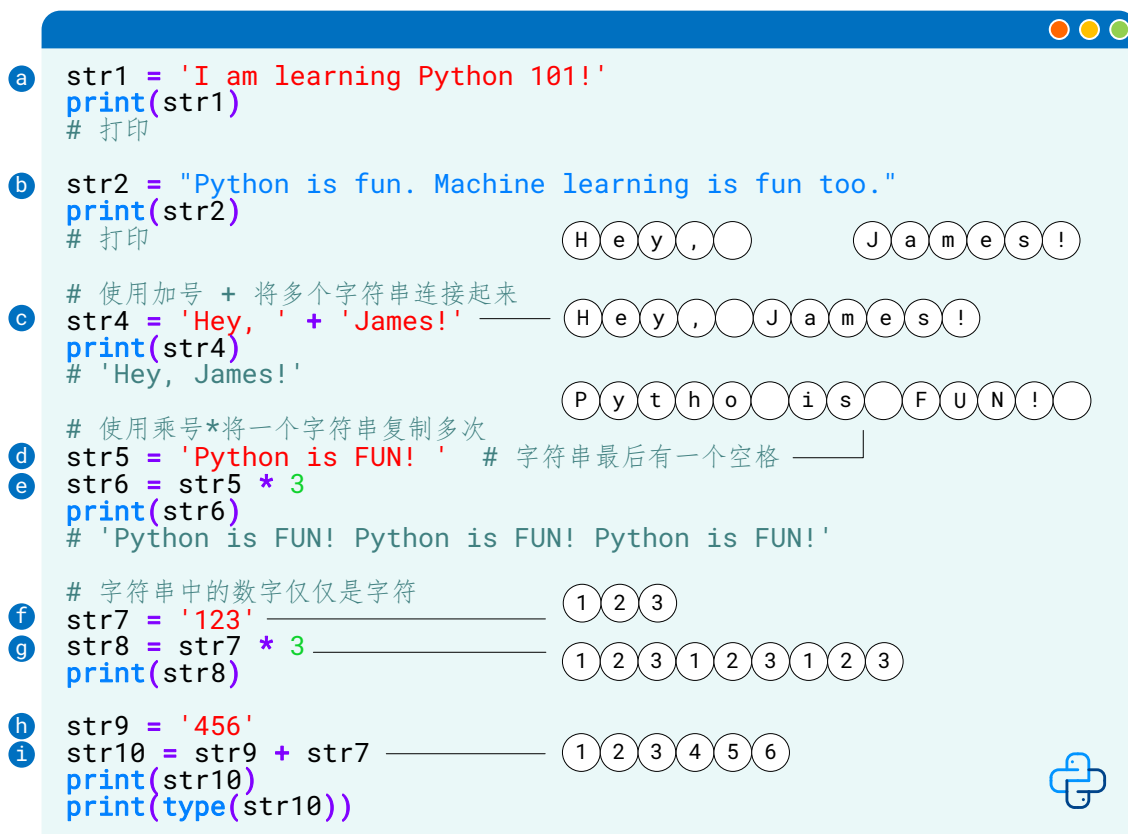 a str1 = 'I am learning Python 101!'
print(str1)
# 打印
b str2 = "Python is fun. Machine learning is fun too."
print(str2)
# 打印
H e y , J a m e s !
# 使用加号 + 将多个字符串连接起来
c str4 = 'Hey, ' + 'James!'
H e y , J a m e s !
print(str4)
# 'Hey, James!'
P y t h o i s F U N !
# 使用乘号*将一个字符串复制多次
d str5 = 'Python is FUN! ' # 字符串最后有一个空格
e str6 = str5 * 3
print(str6)
# 'Python is FUN! Python is FUN! Python is FUN!'
# 字符串中的数字仅仅是字符
f str7 = '123'
1 2 3
g str8 = str7 * 3
1 2 3 1 2 3 1 2 3
print(str8)
h str9 = '456'
i str10 = str9 + str7
1 2 3 4 5 6
print(str10)
print(type(str10))